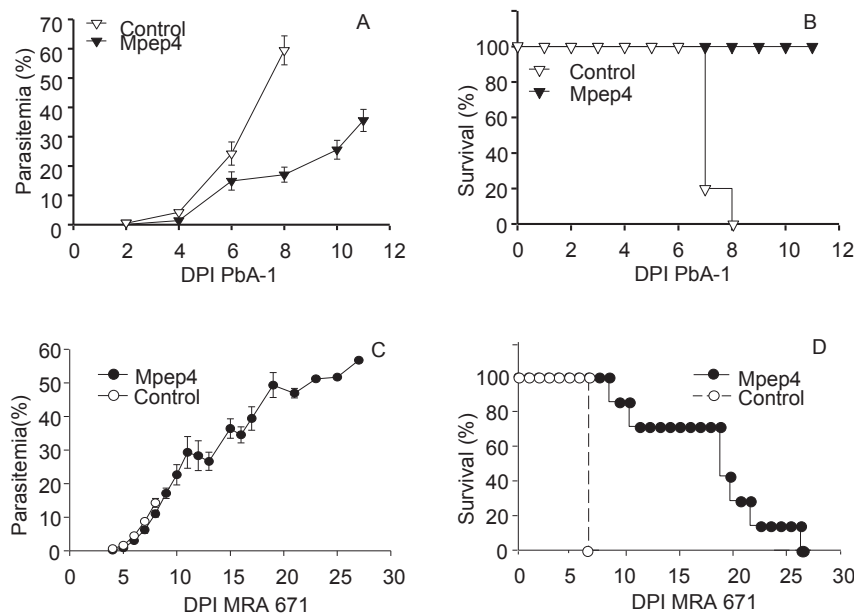 A
Control
Mpep4
Parasitemia (%)
70
60
50
40
30
20
10
0
2 4 6 8 10 12
DPI PbA-1
B
Control
Mpep4
Survival (%)
100
80
60
40
20
0
0 2 4 6 8 10 12
DPI PbA-1
C
Mpep4
Control
Parasitemia(%)
60
50
40
30
20
10
0
0 5 10 15 20 25 30
DPI MRA 671
D
Mpep4
Control
Survival (%)
100
80
60
40
20
0
0 5 10 15 20 25 30
DPI MRA 671